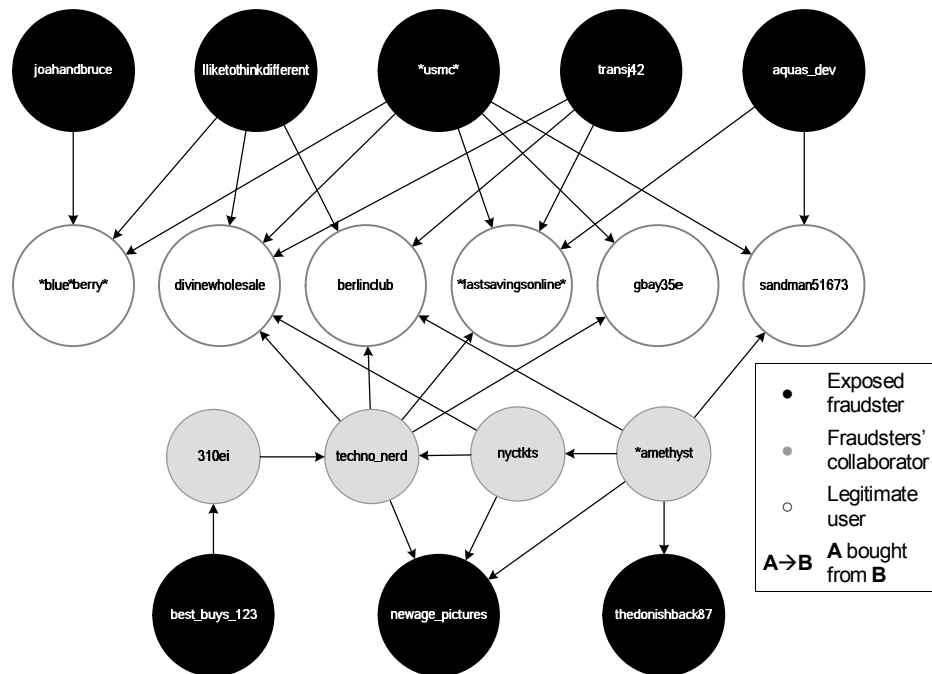 joahandbruce
Iliketothinkdifferent
*usmc*
transj42
aquas_dev
*blue*berry*
divinewholesale
berlinclub
*fastsavingsonline*
gbay35e
sandman51673
Exposed
fraudster
Fraudsters'
collaborator
Legitimate
user
A→B A bought
from B
310ei
techno_nerd
nyctkts
*amethyst
best_buys_123
newage_pictures
thedonishback87